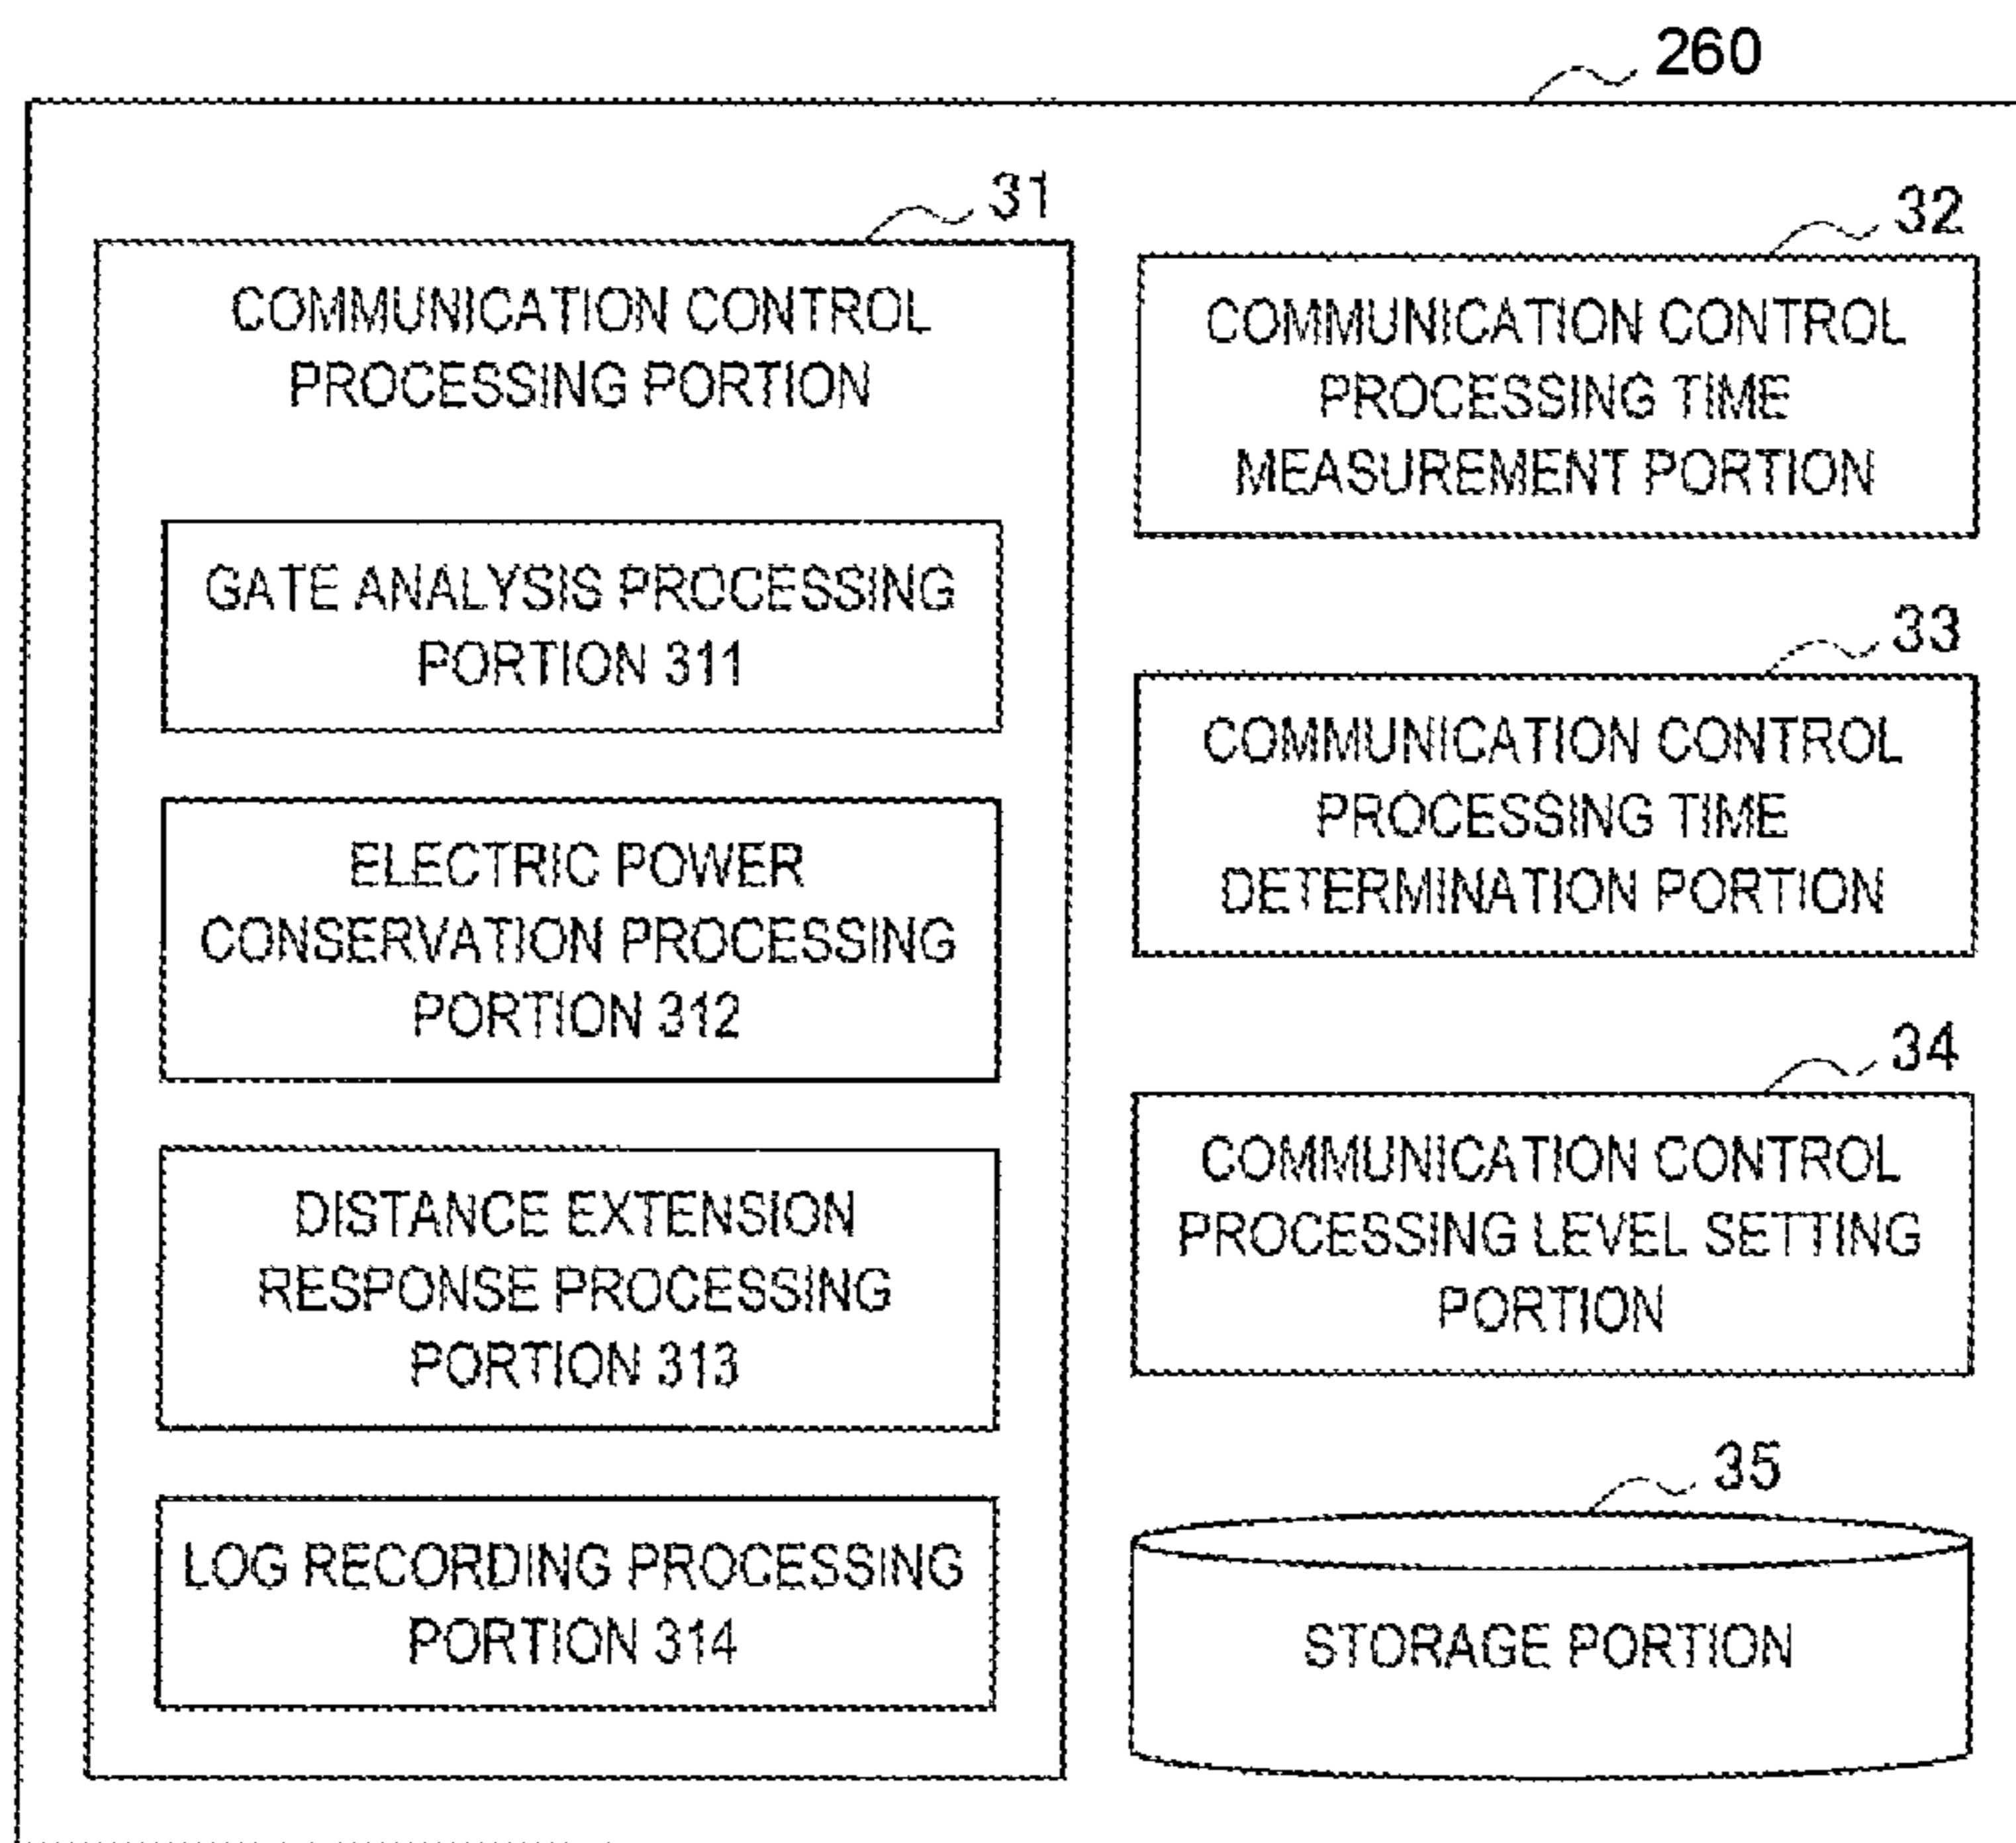 260
31
COMMUNICATION CONTROL
PROCESSING PORTION
GATE ANALYSIS PROCESSING
PORTION 311
ELECTRIC POWER
CONSERVATION PROCESSING
PORTION 312
DISTANCE EXTENSION
RESPONSE PROCESSING
PORTION 313
LOG RECORDING PROCESSING
PORTION 314
32
COMMUNICATION CONTROL
PROCESSING TIME
MEASUREMENT PORTION
33
COMMUNICATION CONTROL
PROCESSING TIME
DETERMINATION PORTION
34
COMMUNICATION CONTROL
PROCESSING LEVEL SETTING
PORTION
35
STORAGE PORTION